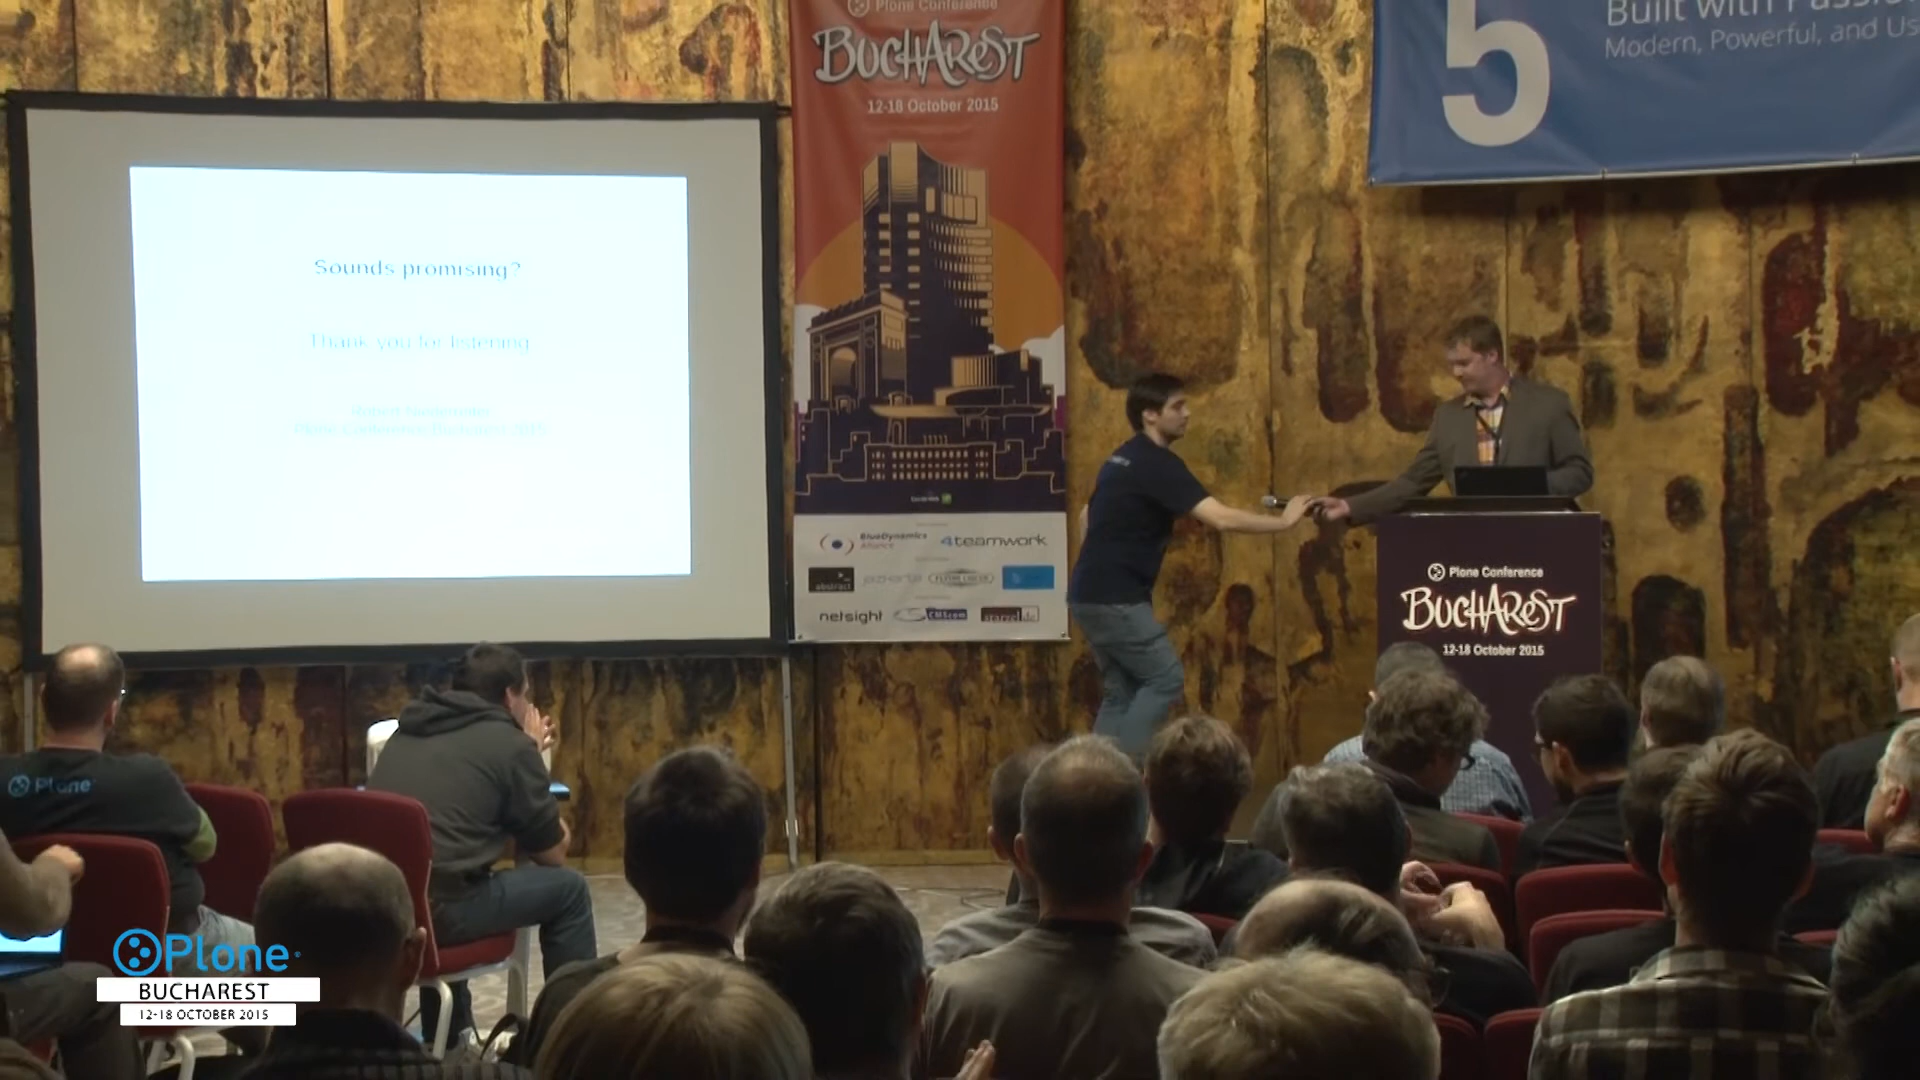 Plone Conference
BUCHAREST
12-18 October 2015
5
Built with
Modern, Powerful, and
Sounds promising?
Thank you for listening
BlueDynamics
Alliance
4teamwork
abstract
netsight
Plone Conference
BUCHAREST
12-18 October 2015
Plone
Plone
BUCHAREST
12-18 OCTOBER 2015